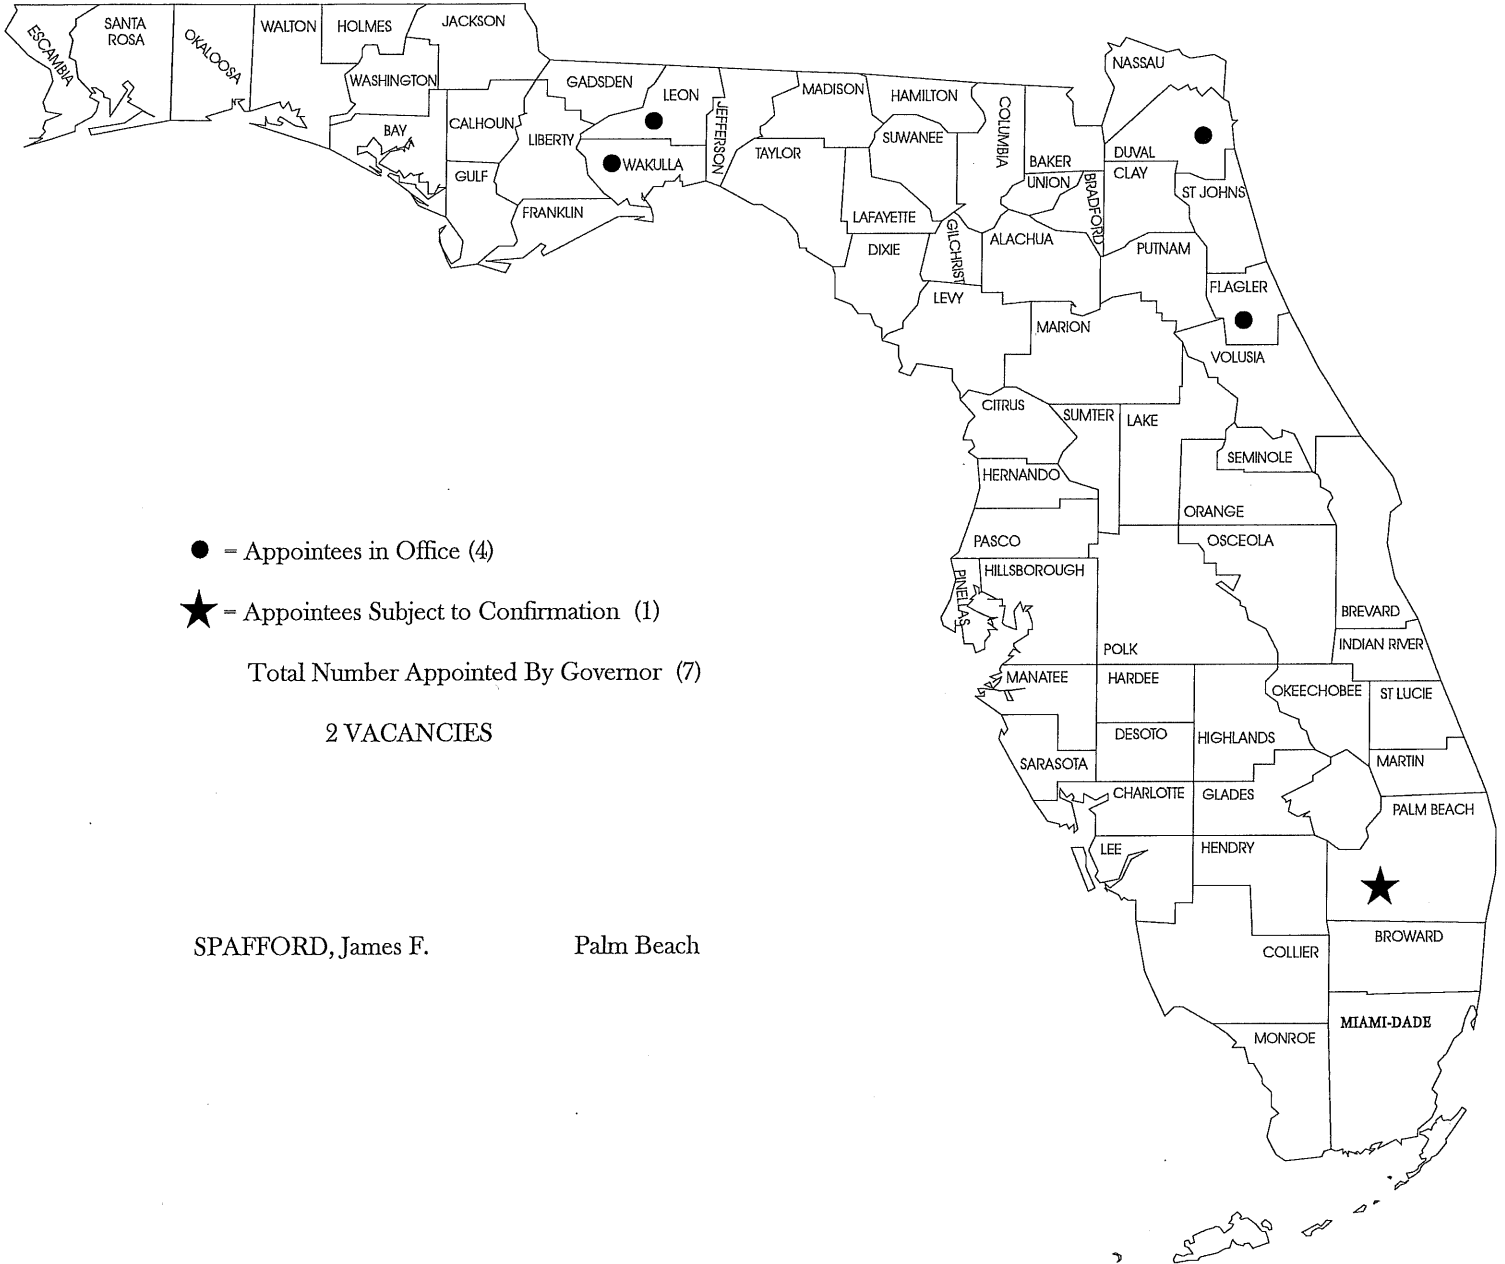 ESCAMBIA
SANTA
ROSA
OKALOOSA
WALTON
HOLMES
JACKSON
WASHINGTON
BAY
CALHOUN
GULF
GADSDEN
LIBERTY
FRANKLIN
LEON
WAKULLA
JEFFERSON
MADISON
TAYLOR
HAMILTON
SUWANEE
LAFAYETTE
DIXIE
COLUMBIA
GILCHRIST
LEVY
BAKER
UNION
BRADFORD
ALACHUA
NASSAU
DUVAL
CLAY
ST JOHNS
PUTNAM
FLAGLER
MARION
VOLUSIA
CITRUS
SUMTER
LAKE
SEMINOLE
HERNANDO
ORANGE
PASCO
OSCEOLA
PINELLAS
HILLSBOROUGH
POLK
BREVARD
INDIAN RIVER
MANATEE
HARDEE
OKEECHOBEE
ST LUCIE
DESOTO
HIGHLANDS
SARASOTA
MARTIN
CHARLOTTE
GLADES
PALM BEACH
LEE
HENDRY
BROWARD
COLLIER
MIAMI-DADE
MONROE
= Appointees in Office (4)
= Appointees Subject to Confirmation (1)
Total Number Appointed By Governor (7)
2 VACANCIES
SPAFFORD, James F. Palm Beach